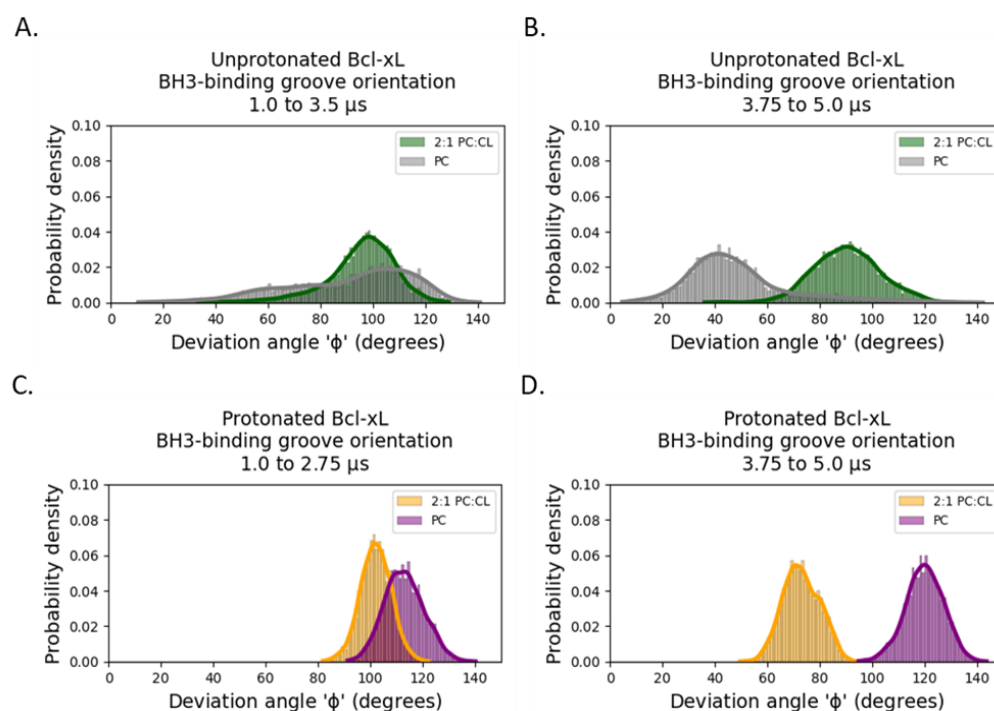 A.
Unprotonated Bcl-xL
BH3-binding groove orientation
1.0 to 3.5 µs
Probability density
0.10
0.08
0.06
0.04
0.02
0.00
2:1 PC:CL
PC
0 20 40 60 80 100 120 140
Deviation angle 'ϕ' (degrees)
B.
Unprotonated Bcl-xL
BH3-binding groove orientation
3.75 to 5.0 µs
Probability density
0.10
0.08
0.06
0.04
0.02
0.00
2:1 PC:CL
PC
0 20 40 60 80 100 120 140
Deviation angle 'ϕ' (degrees)
C.
Protonated Bcl-xL
BH3-binding groove orientation
1.0 to 2.75 µs
Probability density
0.10
0.08
0.06
0.04
0.02
0.00
2:1 PC:CL
PC
0 20 40 60 80 100 120 140
Deviation angle 'ϕ' (degrees)
D.
Protonated Bcl-xL
BH3-binding groove orientation
3.75 to 5.0 µs
Probability density
0.10
0.08
0.06
0.04
0.02
0.00
2:1 PC:CL
PC
0 20 40 60 80 100 120 140
Deviation angle 'ϕ' (degrees)